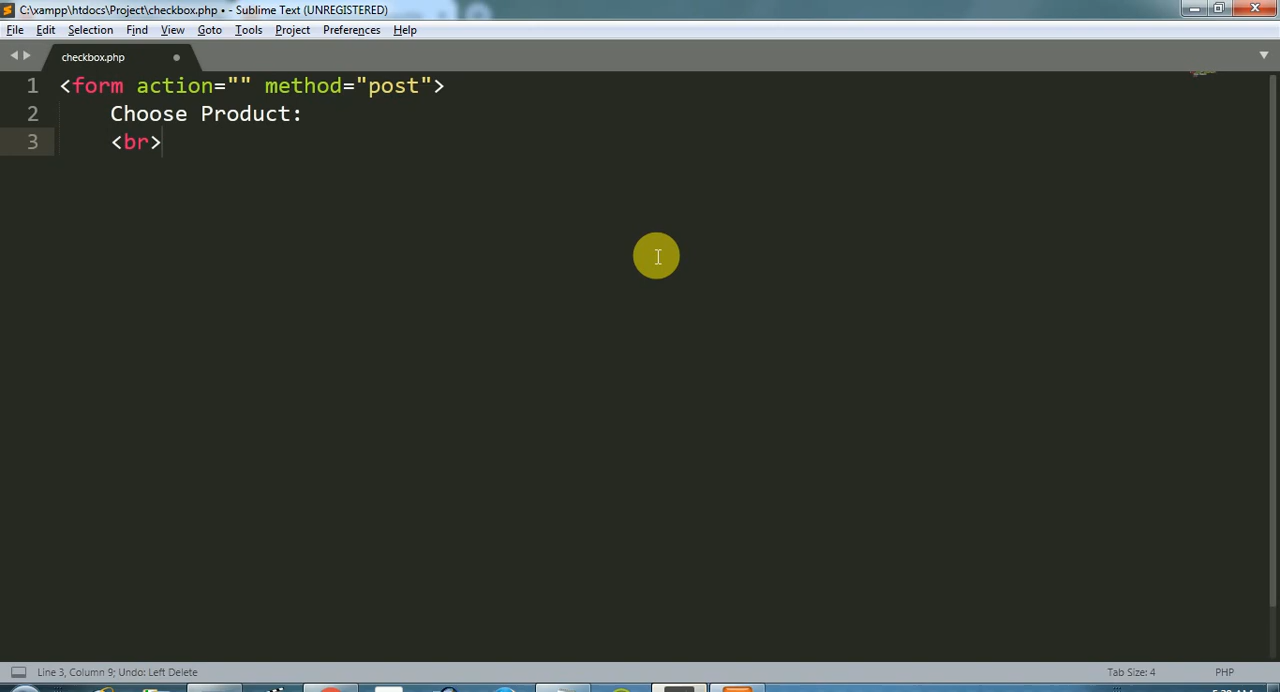 C:\xampp\htdocs\Project\checkbox.php • - Sublime Text (UNREGISTERED)
File Edit Selection Find View Goto Tools Project Preferences Help
checkbox.php
1 <form action="" method="post">
2 Choose Product:
3 <br>
Line 3, Column 9; Undo: Left Delete Tab Size: 4 PHP